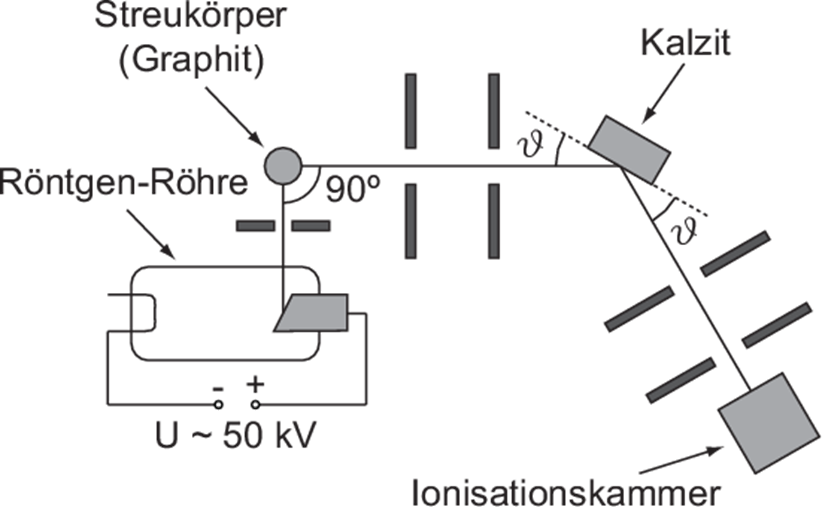 Streukörper
(Graphit)
Kalzit
ϑ
Röntgen-Röhre
90º
ϑ
- +
U ~ 50 kV
Ionisationskammer